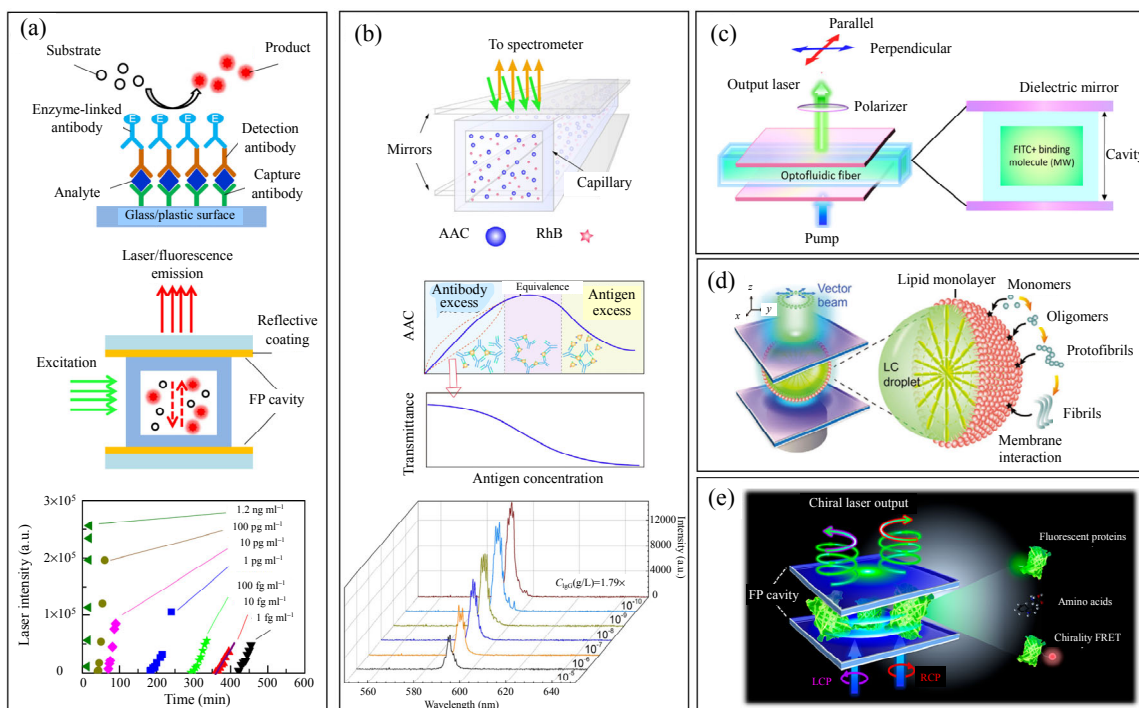 (a)
Substrate
Product
Enzyme-linked
antibody
E E E E
Detection
antibody
Analyte
Capture
antibody
Glass/plastic surface
Laser/fluorescence
emission
Reflective
coating
Excitation
FP cavity
3×10⁵
2×10⁵
1×10⁵
0
Laser intensity (a.u.)
1.2 ng ml⁻¹
100 pg ml⁻¹
10 pg ml⁻¹
1 pg ml⁻¹
100 fg ml⁻¹
10 fg ml⁻¹
1 fg ml⁻¹
0 100 200 300 400 500 600
Time (min)
(b)
To spectrometer
Mirrors
Capillary
AAC
RhB
Antibody
excess
Equivalence
Antigen
excess
AAC
Transmittance
Antigen concentration
12000
8000
4000
0
Intensity (a.u.)
C_IgG(g/L)=1.79×
10⁻¹⁰
10⁻⁹
10⁻⁸
10⁻⁷
10⁻⁶
10⁻⁵
560 580 600 620 640
Wavelength (nm)
(c)
Parallel
Perpendicular
Output laser
Polarizer
Optofluidic fiber
Pump
Dielectric mirror
FITC+ binding
molecule (MW)
Cavity
(d)
z
y
x
Vector
beam
Lipid monolayer
Monomers
Oligomers
Protofibrils
LC
droplet
Fibrils
Membrane
interaction
(e)
Chiral laser output
FP cavity
LCP
RCP
Fluorescent proteins
Amino acids
Chirality FRET